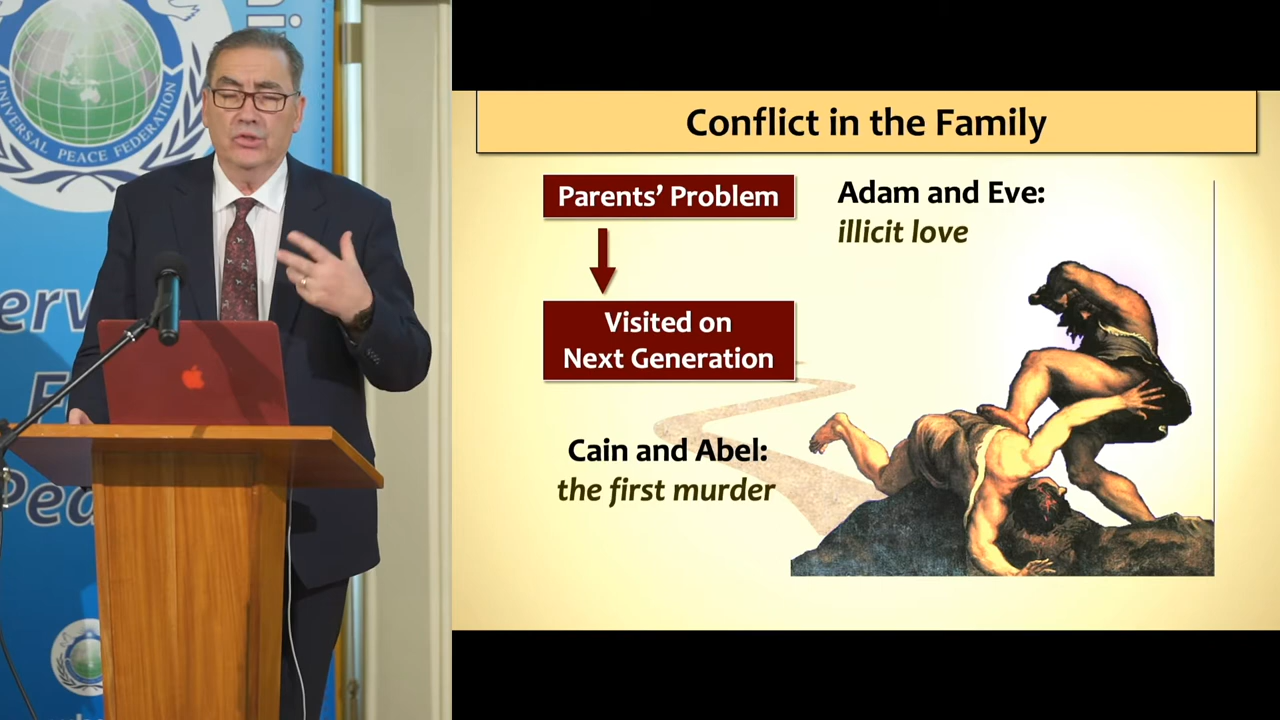 UNIVERSAL PEACE FEDERATION
Conflict in the Family
Parents’ Problem
Adam and Eve:
illicit love
Visited on
Next Generation
Cain and Abel:
the first murder